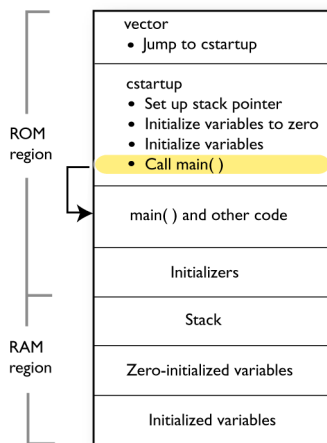 vector
• Jump to cstartup
cstartup
• Set up stack pointer
• Initialize variables to zero
• Initialize variables
• Call main( )
ROM
region
main( ) and other code
Initializers
Stack
RAM
region
Zero-initialized variables
Initialized variables